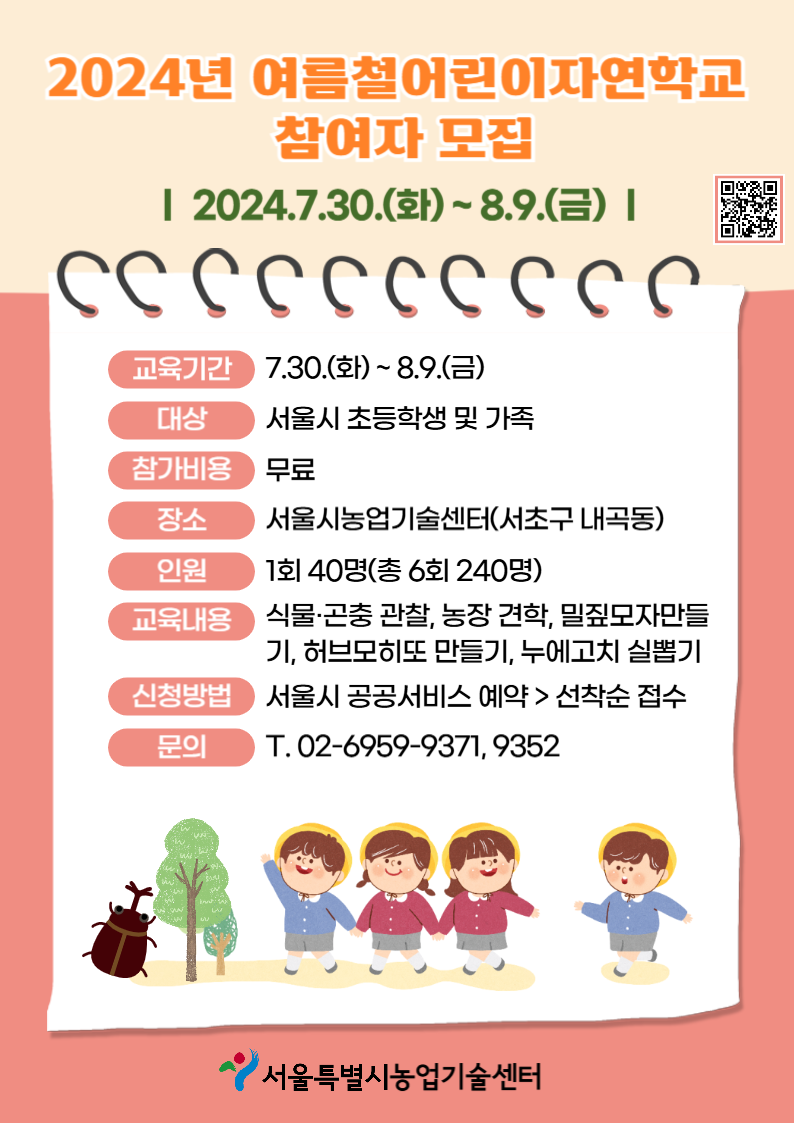 2024년 여름철어린이자연학교
참여자 모집
| 2024.7.30.(화) ~ 8.9.(금) |
교육기간 7.30.(화) ~ 8.9.(금)
대상 서울시 초등학생 및 가족
참가비용 무료
장소 서울시농업기술센터(서초구 내곡동)
인원 1회 40명(총 6회 240명)
교육내용 식물·곤충 관찰, 농장 견학, 밀짚모자만들
기, 허브모히또 만들기, 누에고치 실뽑기
신청방법 서울시 공공서비스 예약 > 선착순 접수
문의 T. 02-6959-9371, 9352
서울특별시농업기술센터